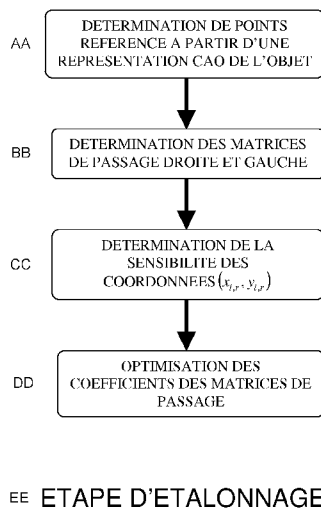 AA
DETERMINATION DE POINTS
REFERENCE A PARTIR D'UNE
REPRESENTATION CAO DE L'OBJET
BB
DETERMINATION DES MATRICES
DE PASSAGE DROITE ET GAUCHE
CC
DETERMINATION DE LA
SENSIBILITE DES
COORDONNEES (x_{l,r}, y_{l,r})
DD
OPTIMISATION DES
COEFFICIENTS DES MATRICES DE
PASSAGE
EE ETAPE D'ETALONNAGE